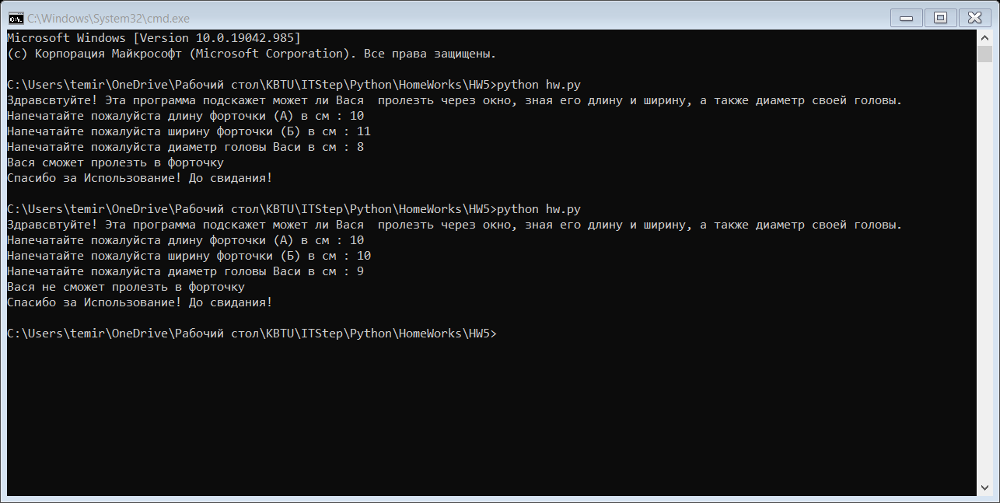 C:\Windows\System32\cmd.exe
Microsoft Windows [Version 10.0.19042.985]
(c) Корпорация Майкрософт (Microsoft Corporation). Все права защищены.
C:\Users\temir\OneDrive\Рабочий стол\KBTU\ITStep\Python\HomeWorks\HW5>python hw.py
Здравсвтуйте! Эта программа подскажет может ли Вася  пролезть через окно, зная его длину и ширину, а также диаметр своей головы.
Напечатайте пожалуйста длину форточки (А) в см : 10
Напечатайте пожалуйста ширину форточки (Б) в см : 11
Напечатайте пожалуйста диаметр головы Васи в см : 8
Вася сможет пролезть в форточку
Спасибо за Использование! До свидания!
C:\Users\temir\OneDrive\Рабочий стол\KBTU\ITStep\Python\HomeWorks\HW5>python hw.py
Здравсвтуйте! Эта программа подскажет может ли Вася  пролезть через окно, зная его длину и ширину, а также диаметр своей головы.
Напечатайте пожалуйста длину форточки (А) в см : 10
Напечатайте пожалуйста ширину форточки (Б) в см : 10
Напечатайте пожалуйста диаметр головы Васи в см : 9
Вася не сможет пролезть в форточку
Спасибо за Использование! До свидания!
C:\Users\temir\OneDrive\Рабочий стол\KBTU\ITStep\Python\HomeWorks\HW5>